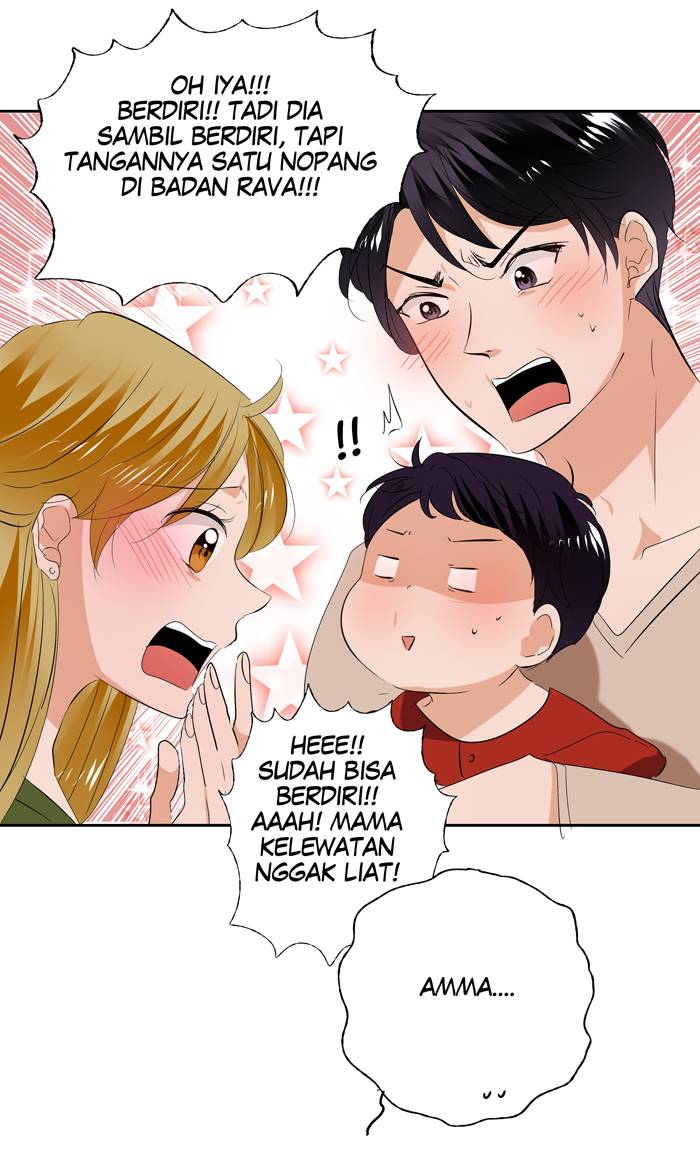 OH IYA!!!
BERDIRI!! TADI DIA
SAMBIL BERDIRI, TAPI
TANGANNYA SATU NOPANG
DI BADAN RAVA!!!
!!
HEEE!!
SUDAH BISA
BERDIRI!!
AAAH! MAMA
KELEWATAN
NGGAK LIAT!
AMMA....